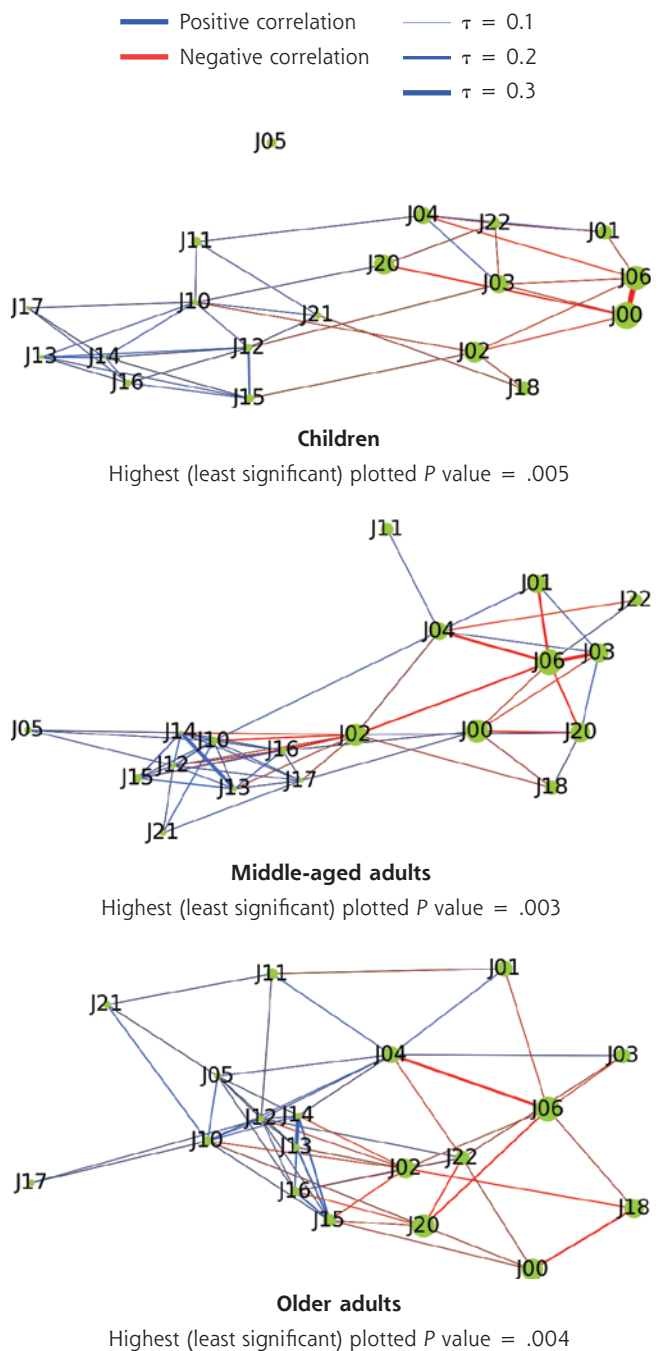 Positive correlation τ = 0.1
Negative correlation τ = 0.2
τ = 0.3
J05
J04 J22 J01
J11
J20 J03 J06
J17 J10 J21 J00
J13 J14 J12 J02
J16 J15 J18
Children
Highest (least significant) plotted P value = .005
J11
J01 J22
J04 J06 J03
J05 J14 J10 J16 J02 J00 J20
J15 J12 J13 J17 J18
J21
Middle-aged adults
Highest (least significant) plotted P value = .003
J11 J01
J21
J05 J04 J03
J12 J14 J06
J10 J13 J02 J22
J17 J16 J18
J15 J20
J00
Older adults
Highest (least significant) plotted P value = .004